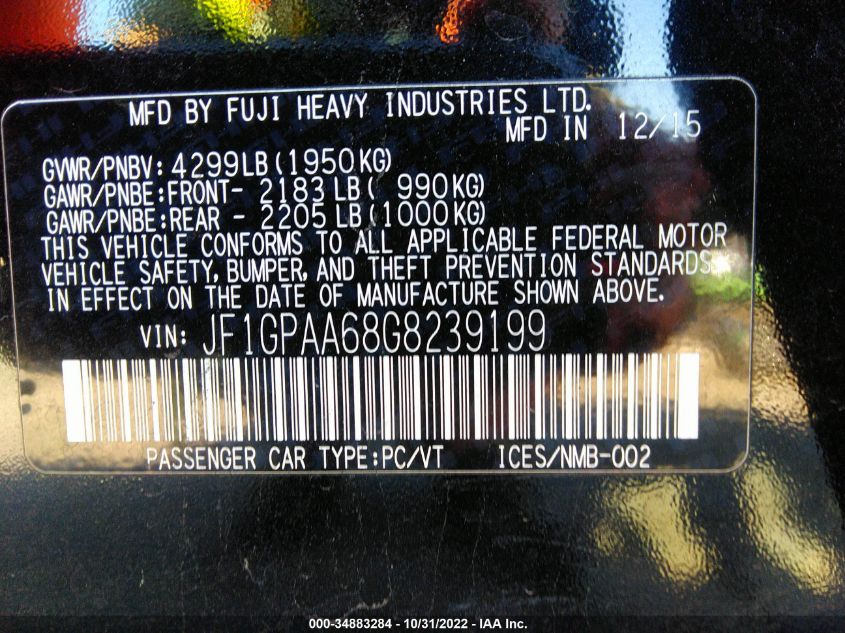 MFD BY FUJI HEAVY INDUSTRIES LTD.
MFD IN 12/15
GVWR/PNBV: 4299LB (1950KG)
GAWR/PNBE:FRONT- 2183 LB ( 990KG)
GAWR/PNBE:REAR - 2205 LB (1000KG)
THIS VEHICLE CONFORMS TO ALL APPLICABLE FEDERAL MOTOR
VEHICLE SAFETY, BUMPER, AND THEFT PREVENTION STANDARDS
IN EFFECT ON THE DATE OF MANUFACTURE SHOWN ABOVE.
VIN: JF1GPAA68G8239199
PASSENGER CAR TYPE:PC/VT ICES/NMB-002
000-34883284 - 10/31/2022 - IAA Inc.